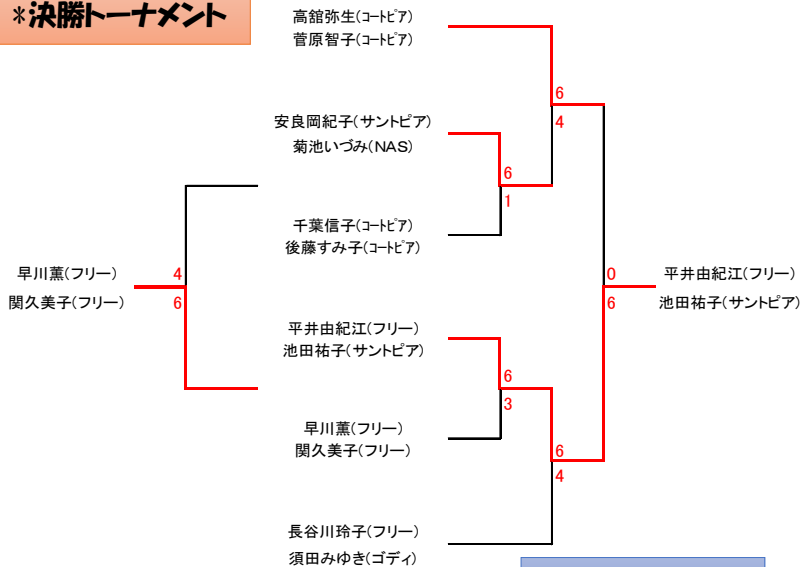 *決勝トーナメント
高舘弥生(コートピア)
菅原智子(コートピア)
6
4
安良岡紀子(サントピア)
菊池いづみ(NAS)
6
1
千葉信子(コートピア)
後藤すみ子(コートピア)
早川薫(フリー)
関久美子(フリー)
4
6
0
6
平井由紀江(フリー)
池田祐子(サントピア)
平井由紀江(フリー)
池田祐子(サントピア)
6
3
早川薫(フリー)
関久美子(フリー)
6
4
長谷川玲子(フリー)
須田みゆき(ゴディ)